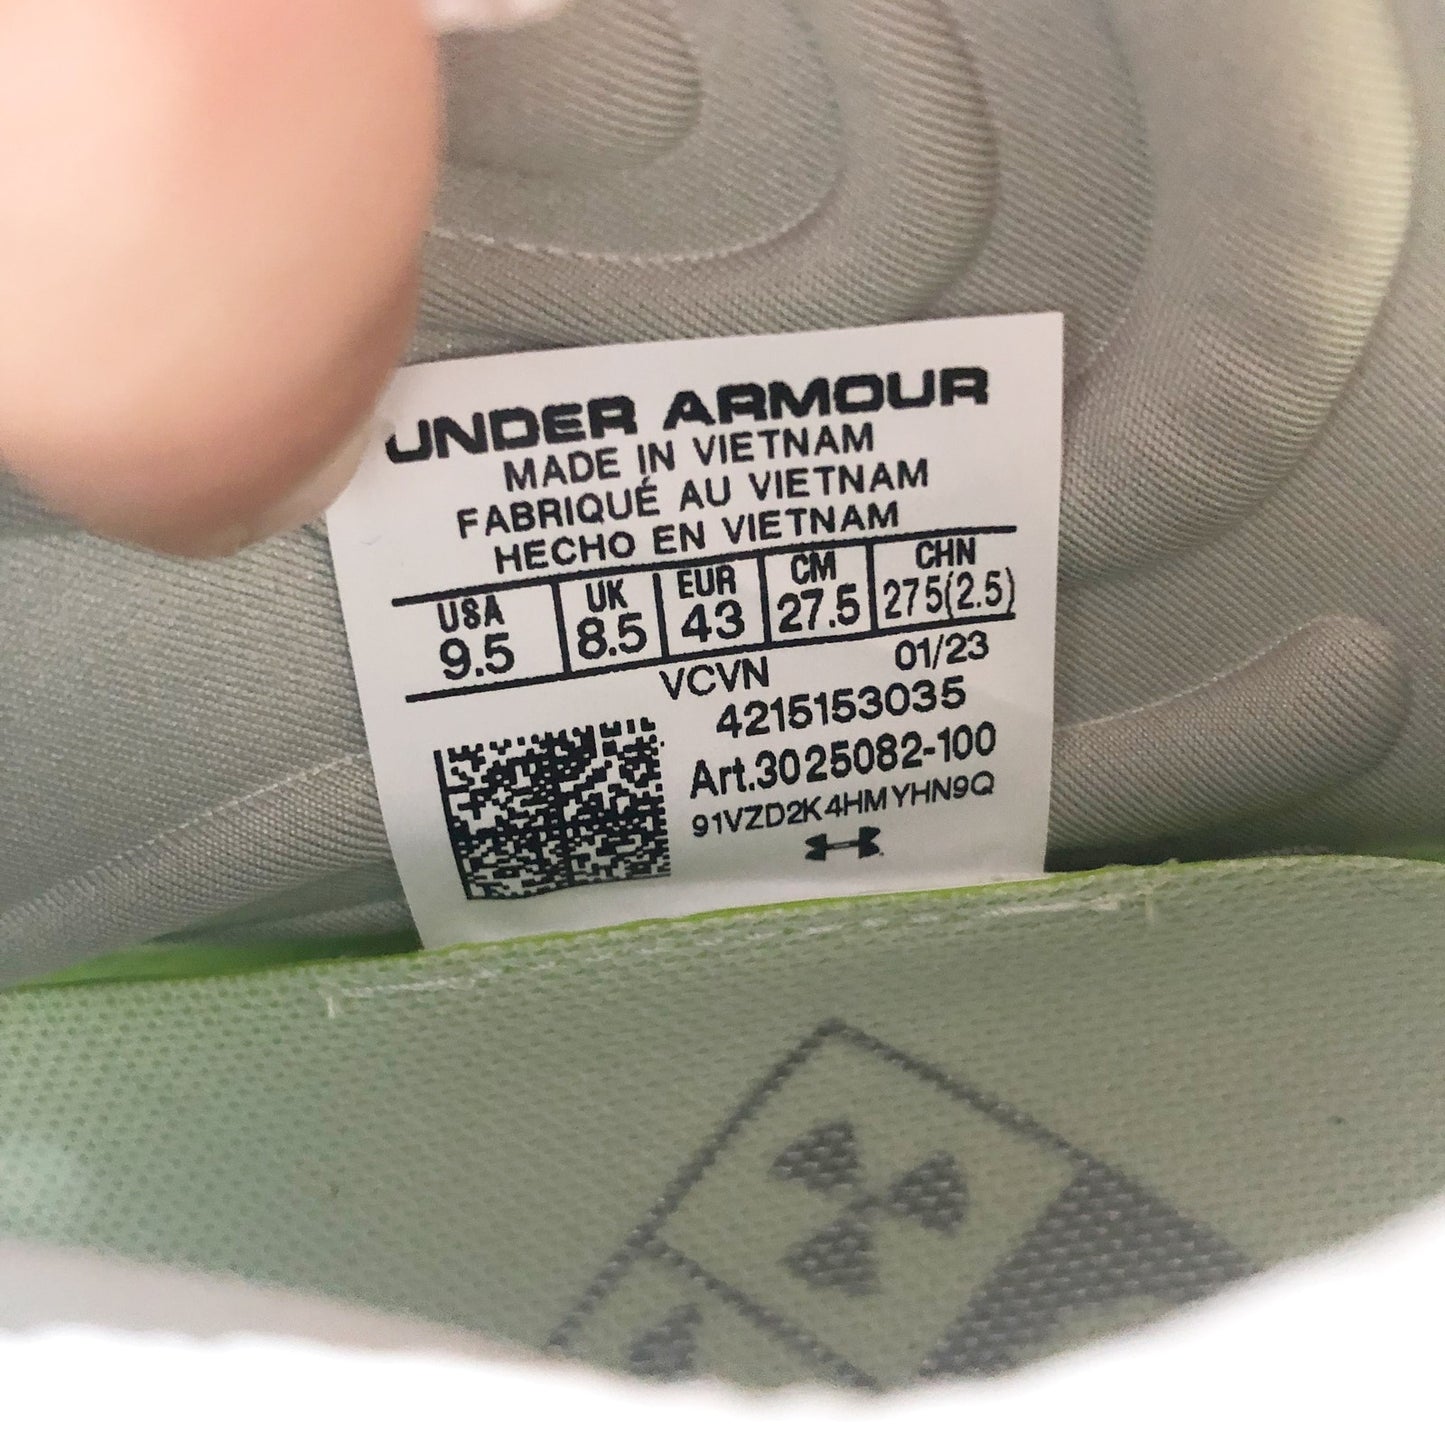 UNDER ARMOUR
MADE IN VIETNAM
FABRIQUÉ AU VIETNAM
HECHO EN VIETNAM
USA UK EUR CM CHN
9.5 8.5 43 27.5 275(2.5)
VCVN 01/23
4215153035
Art.3025082-100
91VZD2K4HMYHN9Q